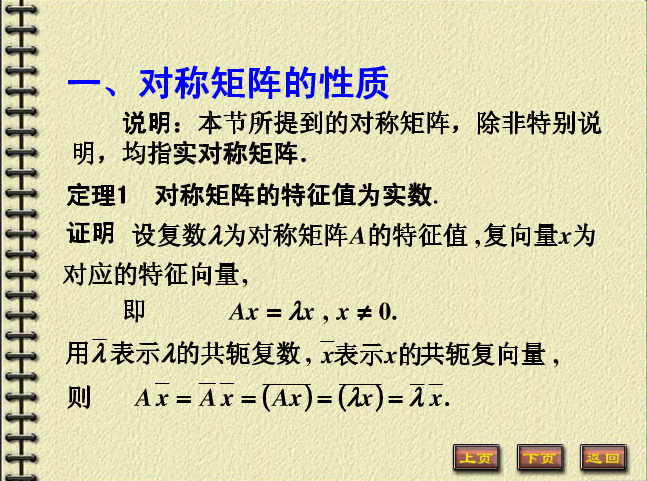 一、对称矩阵的性质
说明：本节所提到的对称矩阵，除非特别说
明，均指实对称矩阵．
定理1 对称矩阵的特征值为实数.
证明 设复数λ为对称矩阵A的特征值,复向量x为
对应的特征向量,
即 Ax = λx , x ≠ 0.
用λ̅表示λ的共轭复数, x̅表示x的共轭复向量,
则 A x̅ = A̅ x̅ = (A̅x̅) = (λ̅x̅) = λ̅ x̅.
上页 下页 返回